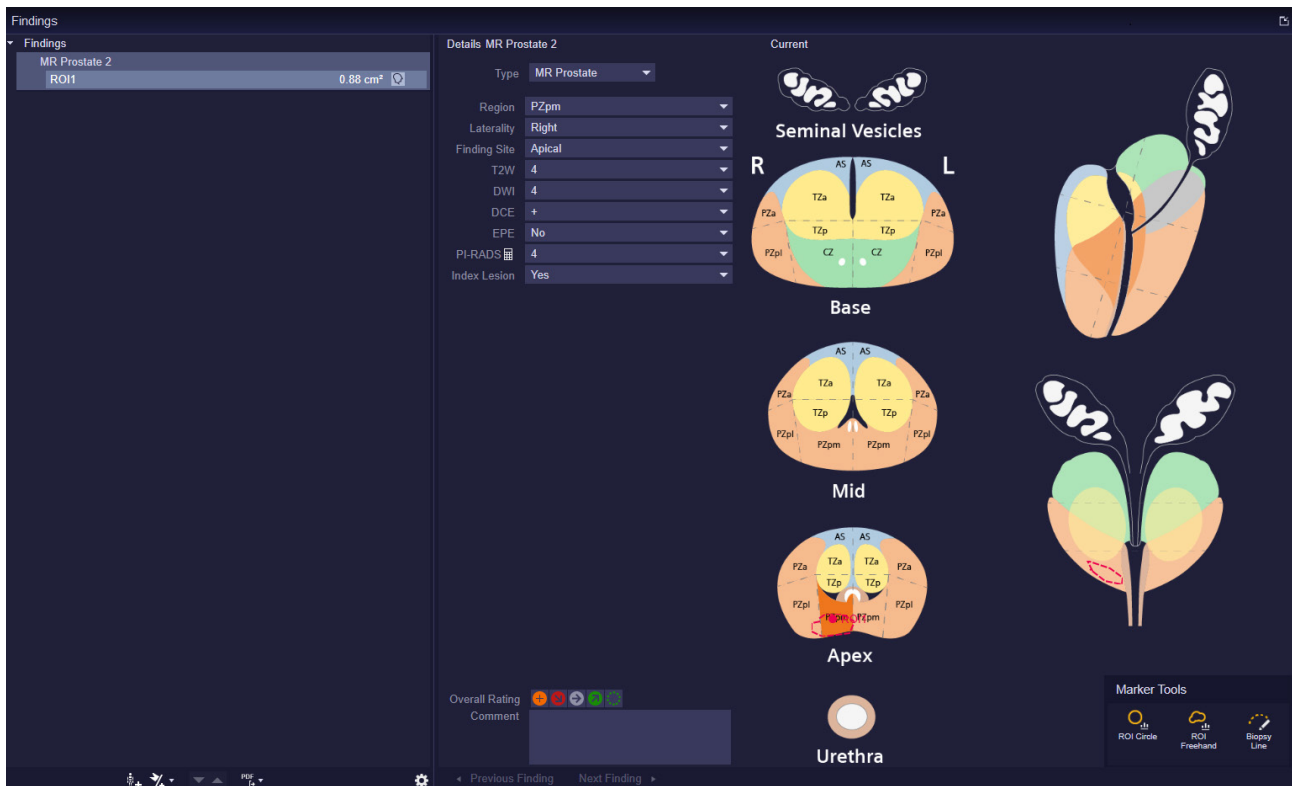 Findings
Findings
MR Prostate 2
ROI1 0.88 cm²
Details MR Prostate 2
Type MR Prostate
Region PZpm
Laterality Right
Finding Site Apical
T2W 4
DWI 4
DCE +
EPE No
PI-RADS 4
Index Lesion Yes
Overall Rating
Comment
Previous Finding Next Finding
PDF
Current
Seminal Vesicles
R L
AS AS
TZa TZa
PZa PZa
TZp TZp
PZpl CZ CZ PZpl
Base
AS AS
TZa TZa
PZa PZa
TZp TZp
PZpl PZpl
PZpm PZpm
Mid
AS AS
PZa TZa TZa PZa
TZp TZp
PZpl PZpl
PZpm ROI1 PZpm
Apex
Urethra
Marker Tools
ROI Circle
ROI Freehand
Biopsy Line